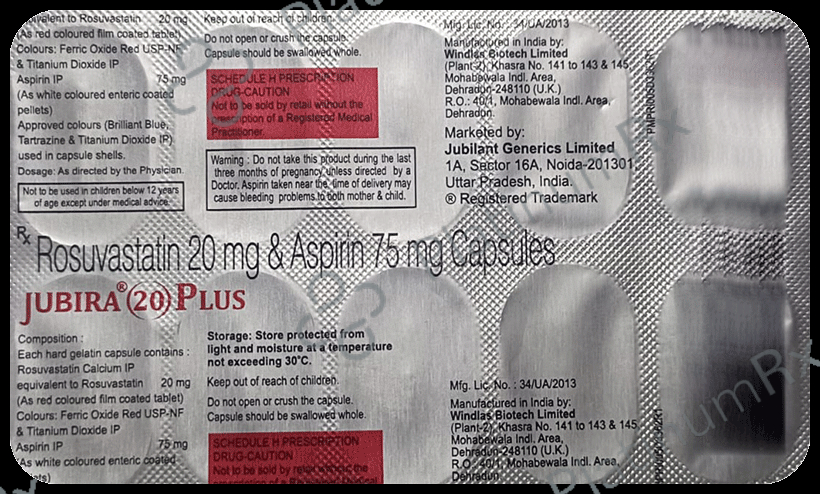 equivalent to Rosuvastatin 20 mg
(As red coloured film coated tablet)
Colours: Ferric Oxide Red USP-NF
& Titanium Dioxide IP
Aspirin IP 75 mg
(As white coloured enteric coated
pellets)
Approved colours (Brilliant Blue,
Tartrazine & Titanium Dioxide IP)
used in capsule shells.
Dosage: As directed by the Physician.
Not to be used in children below 12 years
of age except under medical advice
Keep out of reach of children.
Do not open or crush the capsule.
Capsule should be swallowed whole.
SCHEDULE H PRESCRIPTION
DRUG-CAUTION
Not to be sold by retail without the
prescription of a Registered Medical
Practitioner.
Warning : Do not take this product during the last
three months of pregnancy unless directed by a
Doctor. Aspirin taken near the time of delivery may
cause bleeding problems to both mother & child.
Mfg. Lic. No. : 34/UA/2013
Manufactured in India by:
Windlas Biotech Limited
(Plant-2), Khasra No. 141 to 143 & 145,
Mohabewala Indl. Area,
Dehradun-248110 (U.K.)
R.O.: 40/1, Mohabewala Indl. Area,
Dehradun.
Marketed by:
Jubilant Generics Limited
1A, Sector 16A, Noida-201301
Uttar Pradesh, India.
® Registered Trademark
Rx
Rosuvastatin 20 mg & Aspirin 75 mg Capsules
JUBIRA® (20) PLUS
Composition :
Each hard gelatin capsule contains :
Rosuvastatin Calcium IP
equivalent to Rosuvastatin 20 mg
(As red coloured film coated tablet)
Colours: Ferric Oxide Red USP-NF
& Titanium Dioxide IP
Aspirin IP 75 mg
(As white coloured enteric coated
Storage: Store protected from
light and moisture at a temperature
not exceeding 30°C.
Keep out of reach of children.
Do not open or crush the capsule.
Capsule should be swallowed whole.
SCHEDULE H PRESCRIPTION
DRUG-CAUTION
Not to be sold by retail without the
Mfg. Lic. No. : 34/UA/2013
Manufactured in India by:
Windlas Biotech Limited
(Plant-2), Khasra No. 141 to 143 & 145,
Mohabewala Indl. Area,
Dehradun-248110 (U.K.)
R.O.: 40/1, Mohabewala Indl. Area,
Dehradun.